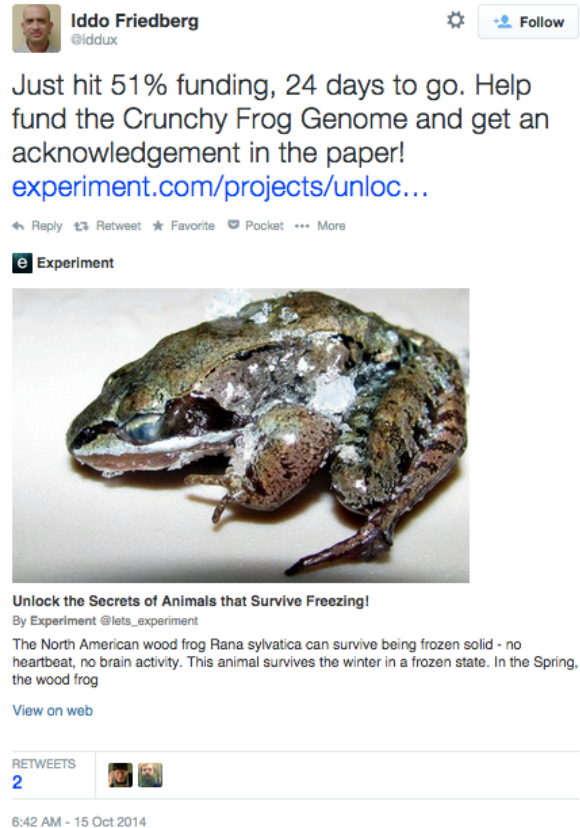 Iddo Friedberg
@iddux
Follow
Just hit 51% funding, 24 days to go. Help
fund the Crunchy Frog Genome and get an
acknowledgement in the paper!
experiment.com/projects/unloc...
Reply Retweet Favorite Pocket More
e Experiment
Unlock the Secrets of Animals that Survive Freezing!
By Experiment @lets_experiment
The North American wood frog Rana sylvatica can survive being frozen solid - no
heartbeat, no brain activity. This animal survives the winter in a frozen state. In the Spring,
the wood frog
View on web
RETWEETS
2
6:42 AM - 15 Oct 2014